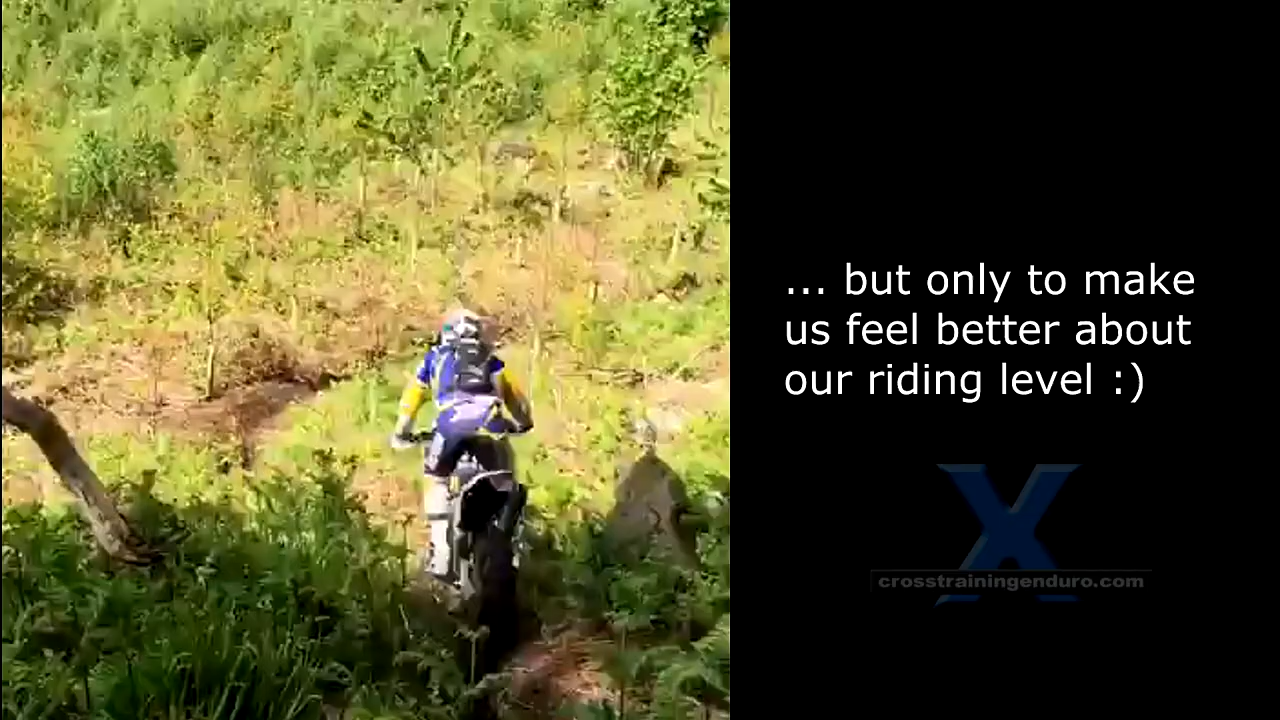 ... but only to make
us feel better about
our riding level :)
X
crosstrainingenduro.com